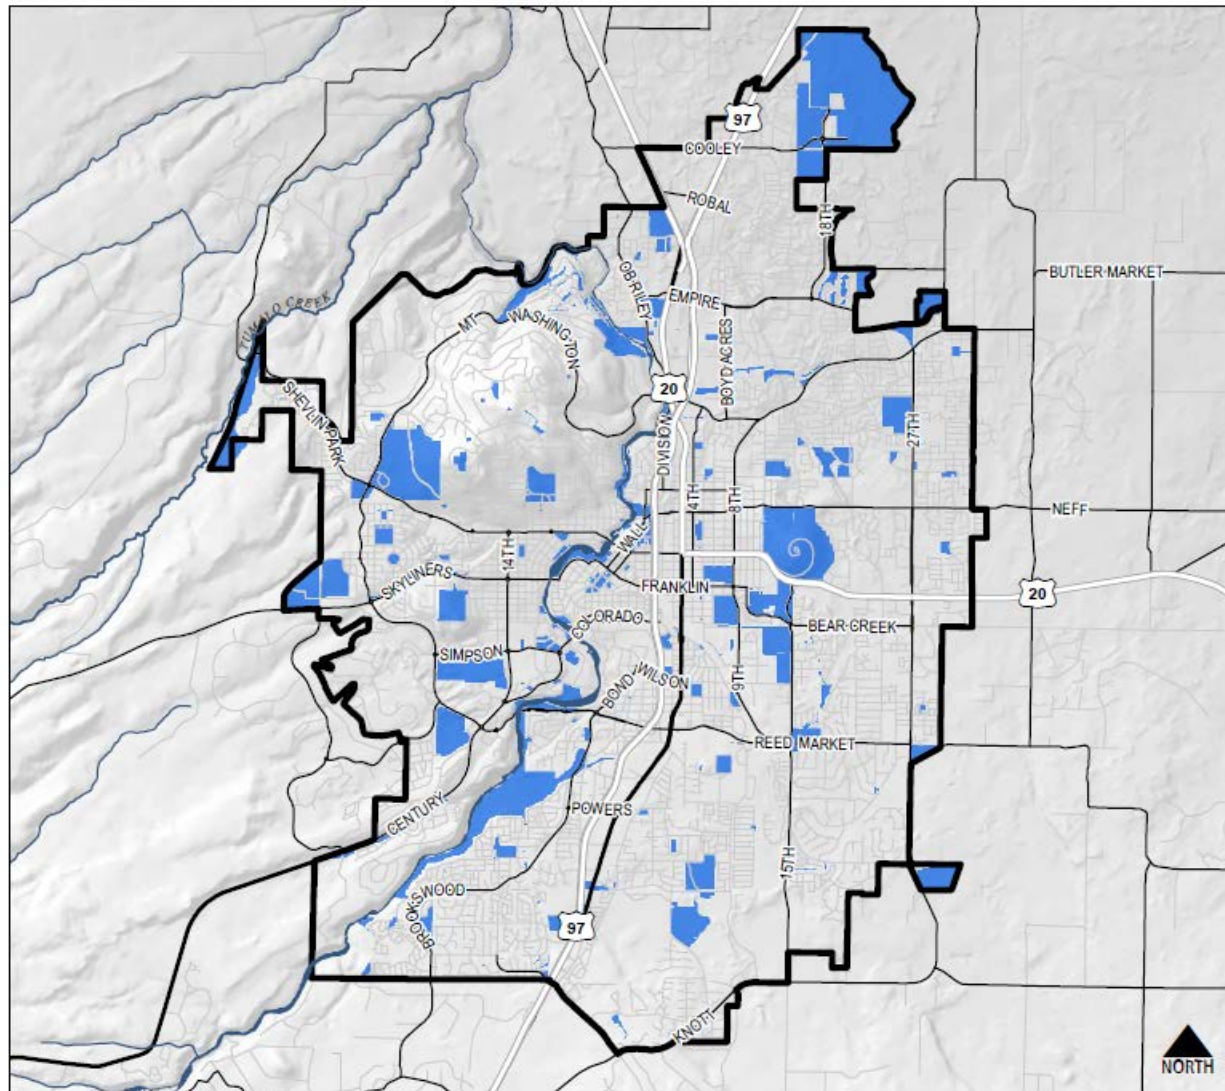 97
COOLEY
ROBAL
18TH
BUTLER MARKET
OB RILEY
EMPIRE
TUMALO CREEK
MT WASHINGTON
BOYD ACRES
20
SHEVLIN PARK
DIVISION
27TH
4TH
8TH
NEFF
WALL
14TH
SKYLINERS
FRANKLIN
20
COLORADO
BEAR CREEK
SIMPSON
WILSON
9TH
BOND
REED MARKET
CENTURY
POWERS
15TH
BROOKSWOOD
97
KNOTT
NORTH